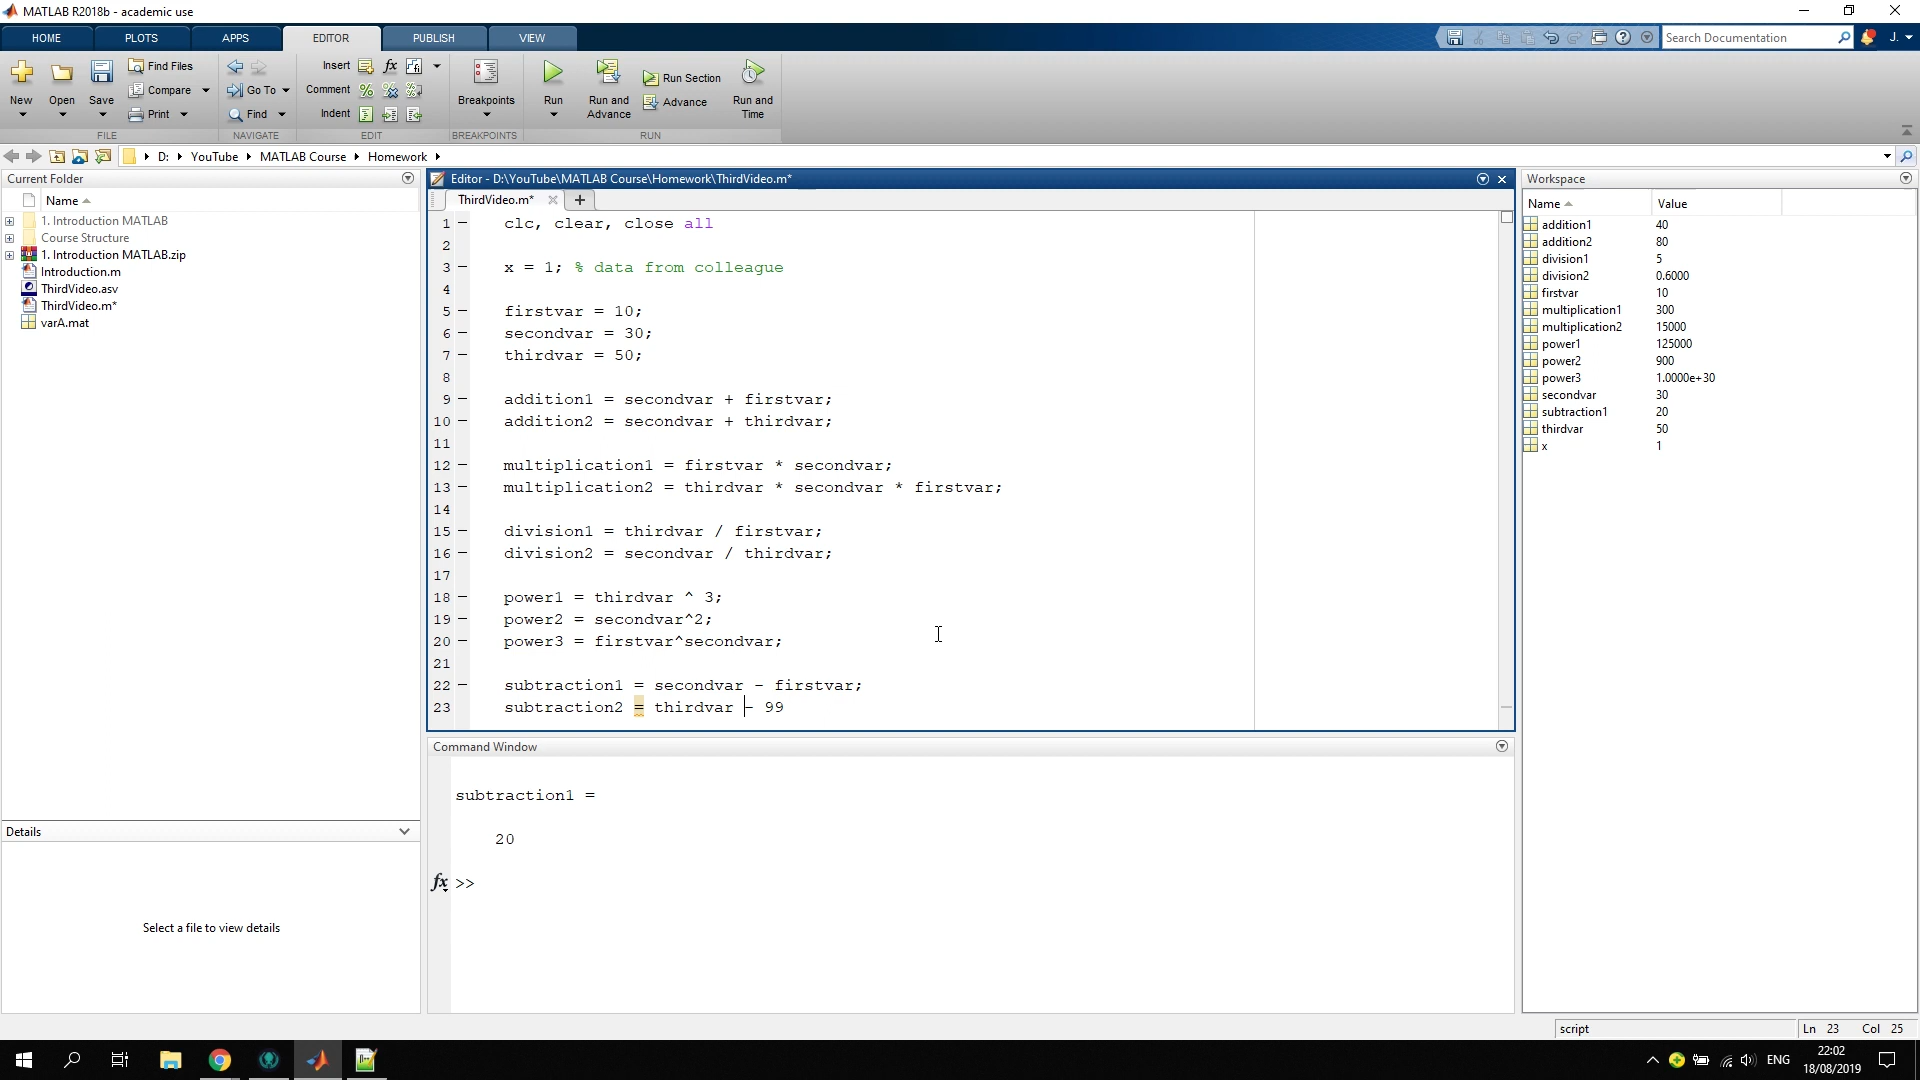 MATLAB R2018b - academic use
HOME PLOTS APPS EDITOR PUBLISH VIEW
Search Documentation
J.
New Open Save Find Files Compare Print
Go To Find
Insert fx
Comment
Indent
Breakpoints
Run
Run and Advance
Run Section
Advance
Run and Time
FILE NAVIGATE EDIT BREAKPOINTS RUN
D: YouTube MATLAB Course Homework
Current Folder
Name
1. Introduction MATLAB
Course Structure
1. Introduction MATLAB.zip
Introduction.m
ThirdVideo.asv
ThirdVideo.m*
varA.mat
Details
Select a file to view details
Editor - D:\YouTube\MATLAB Course\Homework\ThirdVideo.m*
ThirdVideo.m*
1 clc, clear, close all
2
3 x = 1; % data from colleague
4
5 firstvar = 10;
6 secondvar = 30;
7 thirdvar = 50;
8
9 addition1 = secondvar + firstvar;
10 addition2 = secondvar + thirdvar;
11
12 multiplication1 = firstvar * secondvar;
13 multiplication2 = thirdvar * secondvar * firstvar;
14
15 division1 = thirdvar / firstvar;
16 division2 = secondvar / thirdvar;
17
18 power1 = thirdvar ^ 3;
19 power2 = secondvar^2;
20 power3 = firstvar^secondvar;
21
22 subtraction1 = secondvar - firstvar;
23 subtraction2 = thirdvar - 99
Command Window
subtraction1 =
20
fx >>
Workspace
Name Value
addition1 40
addition2 80
division1 5
division2 0.6000
firstvar 10
multiplication1 300
multiplication2 15000
power1 125000
power2 900
power3 1.0000e+30
secondvar 30
subtraction1 20
thirdvar 50
x 1
script Ln 23 Col 25
ENG
22:02
18/08/2019